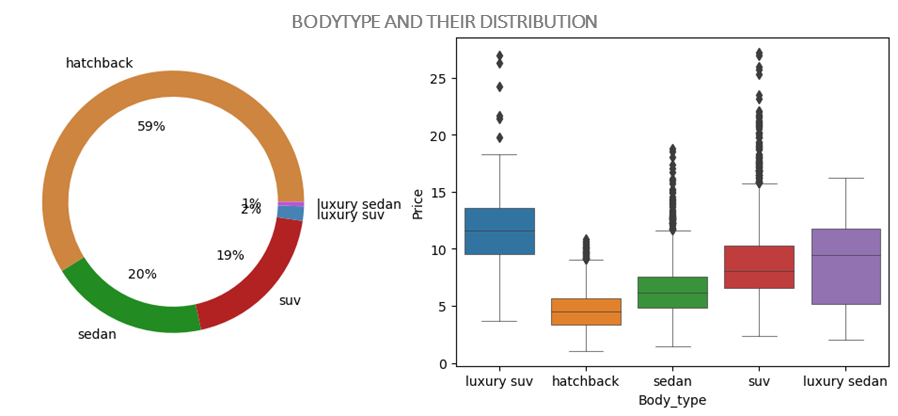 BODYTYPE AND THEIR DISTRIBUTION
hatchback
59%
1%
2%
luxury sedan
luxury suv
19%
20%
suv
sedan
Price
25
20
15
10
5
0
luxury suv hatchback sedan suv luxury sedan
Body_type